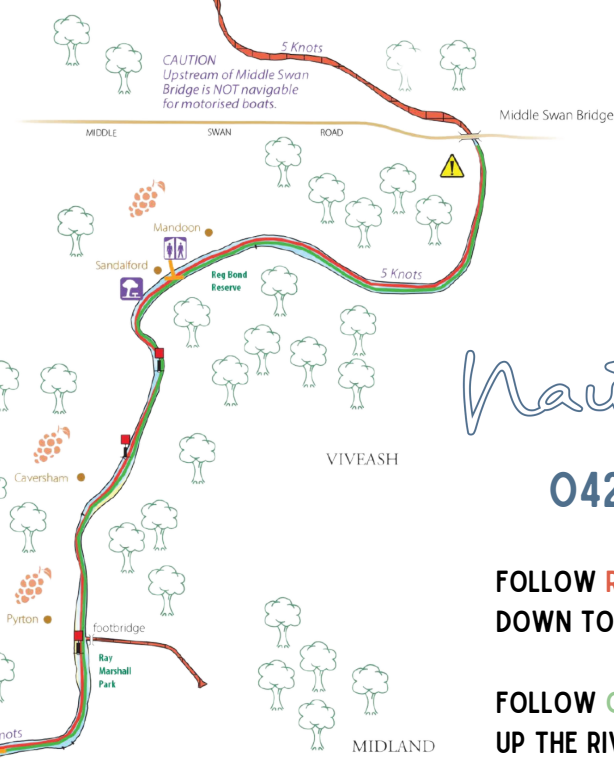 5 Knots
CAUTION
Upstream of Middle Swan
Bridge is NOT navigable
for motorised boats.
Middle Swan Bridge
MIDDLE SWAN ROAD
Mandoon
Sandalford
Reg Bond
Reserve
5 Knots
VIVEASH
Caversham
042
FOLLOW R
DOWN TO
Pyrton
footbridge
Ray
Marshall
Park
FOLLOW
UP THE RIV
nots
MIDLAND